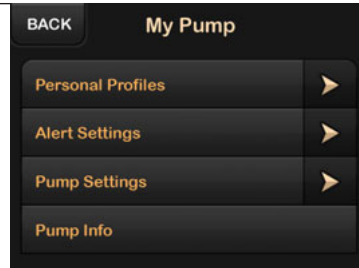 BACK
My Pump
Personal Profiles
Alert Settings
Pump Settings
Pump Info